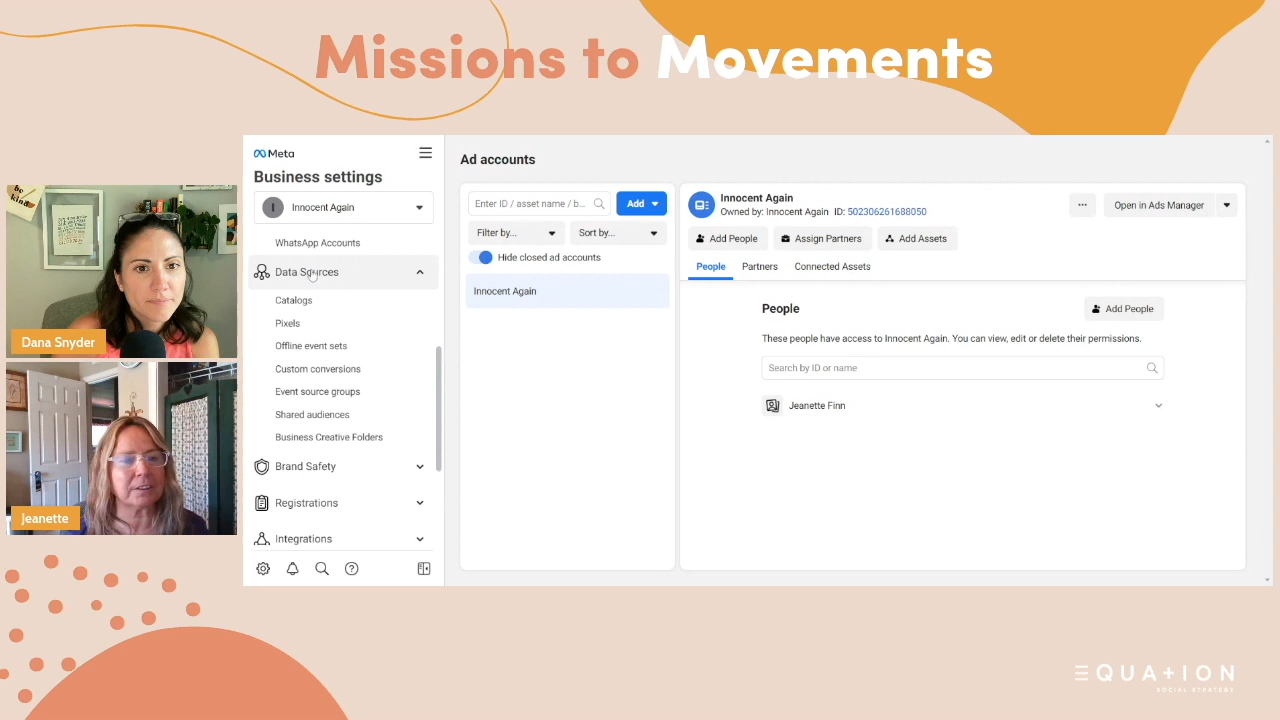 Missions to Movements
be
kind
Dana Snyder
Jeanette
Meta
Business settings
I
Innocent Again
WhatsApp Accounts
Data Sources
Catalogs
Pixels
Offline event sets
Custom conversions
Event source groups
Shared audiences
Business Creative Folders
Brand Safety
Registrations
Integrations
Ad accounts
Enter ID / asset name / b...
Add
Filter by...
Sort by...
Hide closed ad accounts
Innocent Again
Innocent Again
Owned by: Innocent Again ID: 502306261688050
Open in Ads Manager
Add People
Assign Partners
Add Assets
People
Partners
Connected Assets
People
Add People
These people have access to Innocent Again. You can view, edit or delete their permissions.
Search by ID or name
Jeanette Finn
EQUATION
SOCIAL STRATEGY